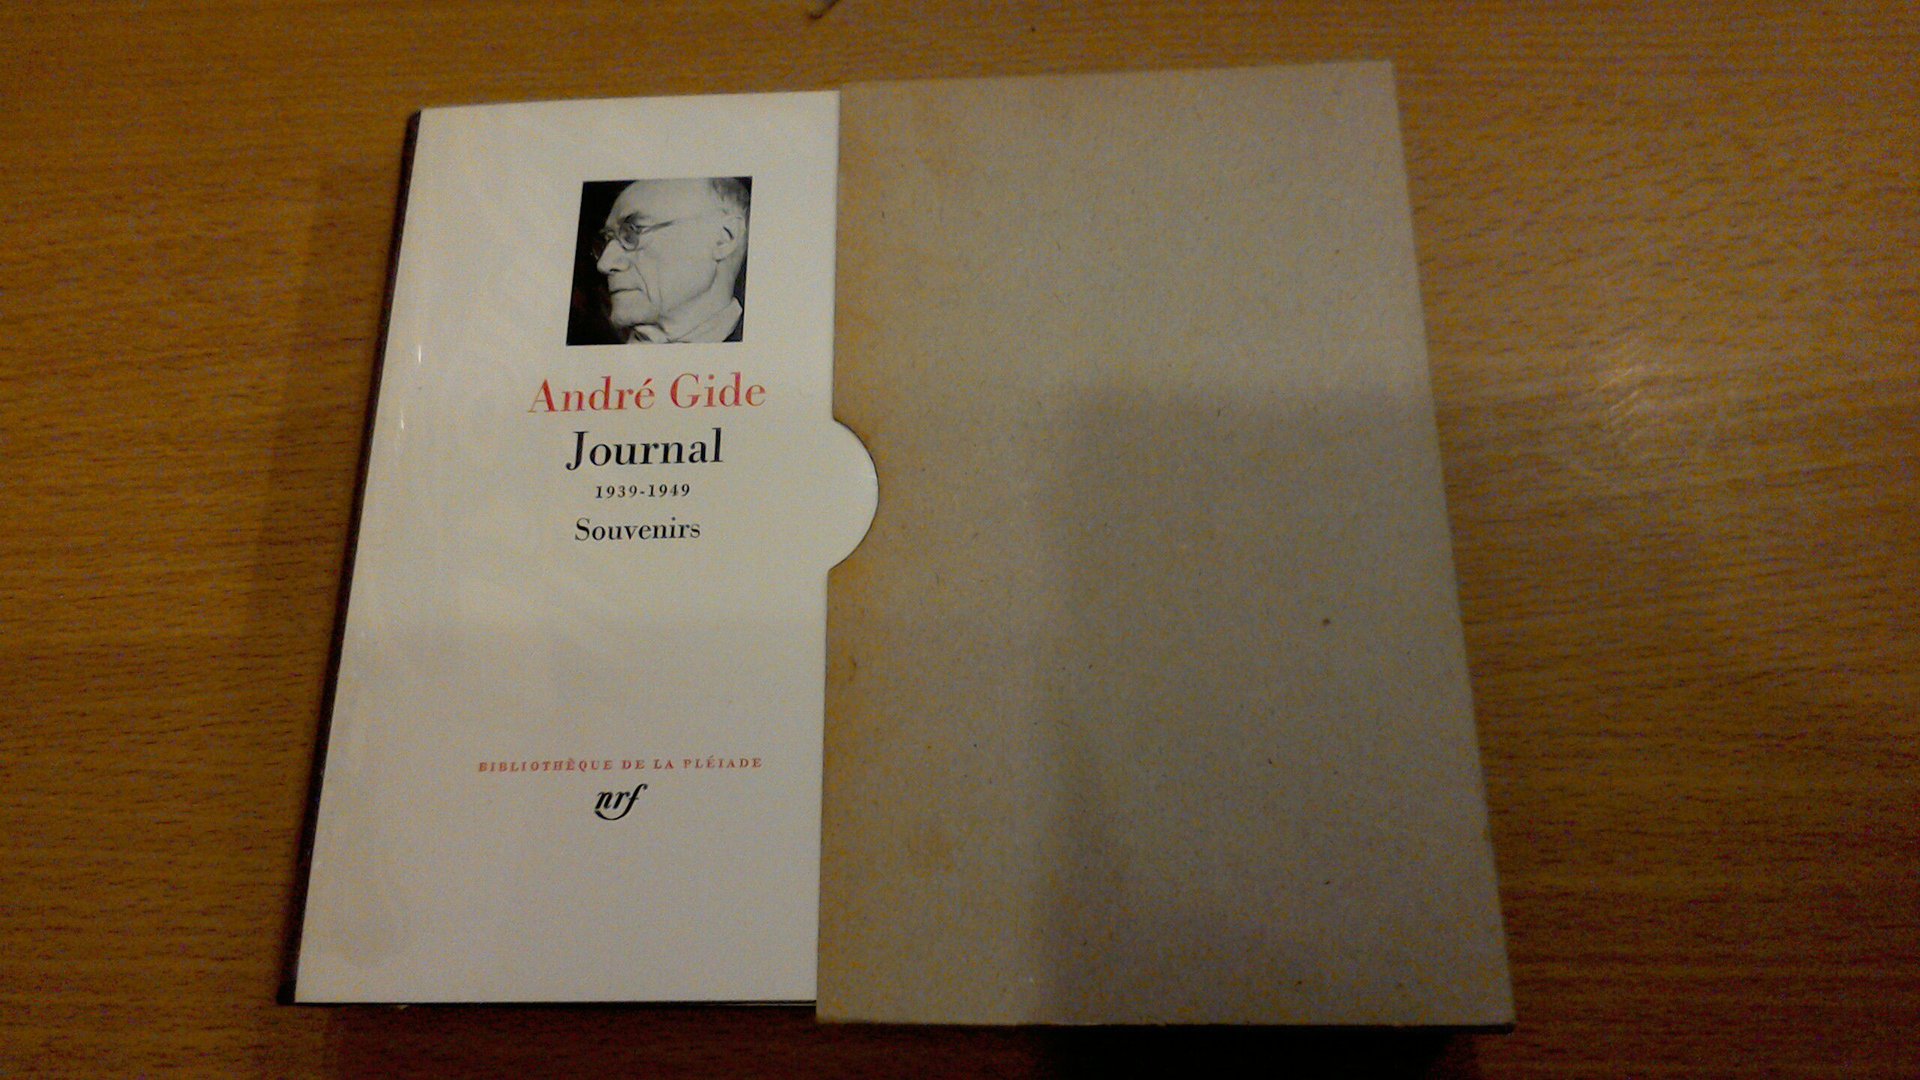 André Gide
Journal
1939-1949
Souvenirs
BIBLIOTHÈQUE DE LA PLÉIADE
nrf